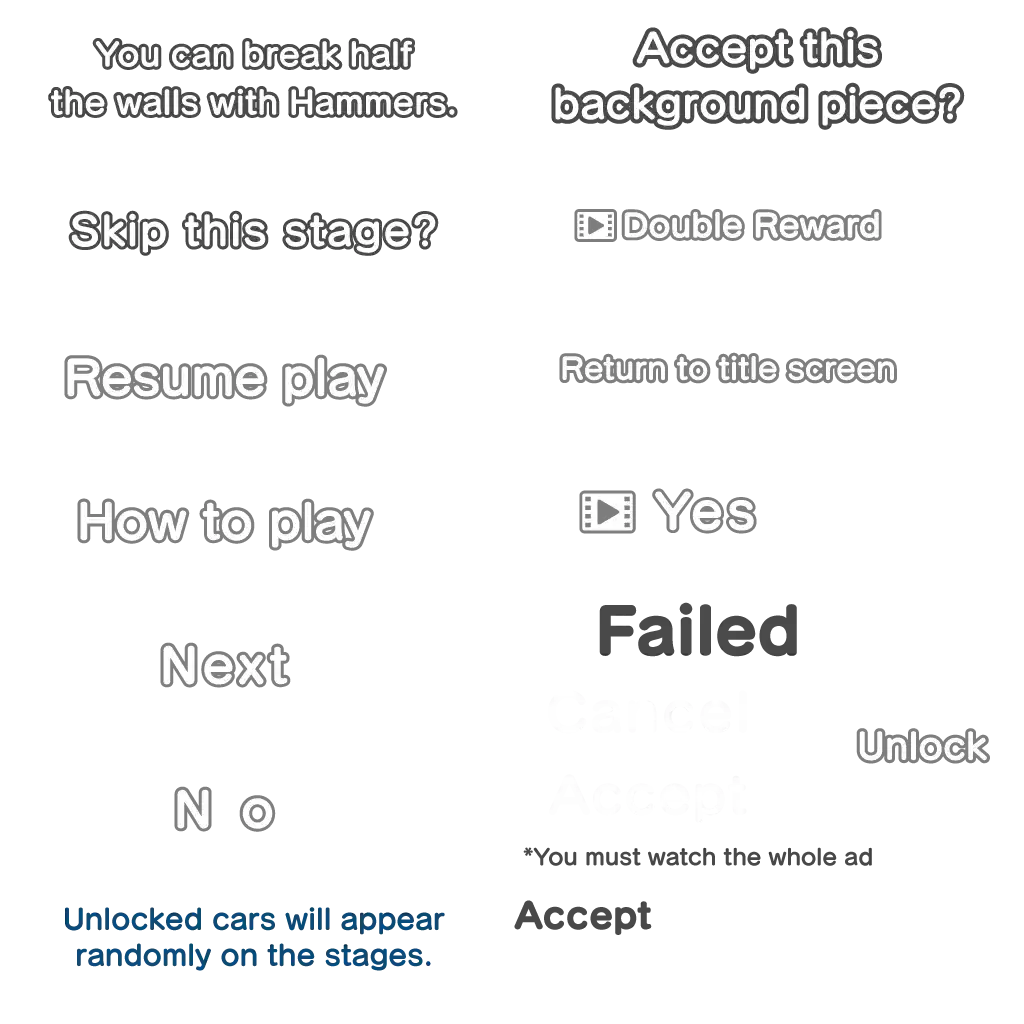 You can break half
the walls with Hammers.
Accept this
background piece?
Skip this stage?
Double Reward
Resume play
Return to title screen
How to play
Yes
Failed
Next
Cancel
Unlock
Accept
N o
*You must watch the whole ad
Accept
Unlocked cars will appear
randomly on the stages.